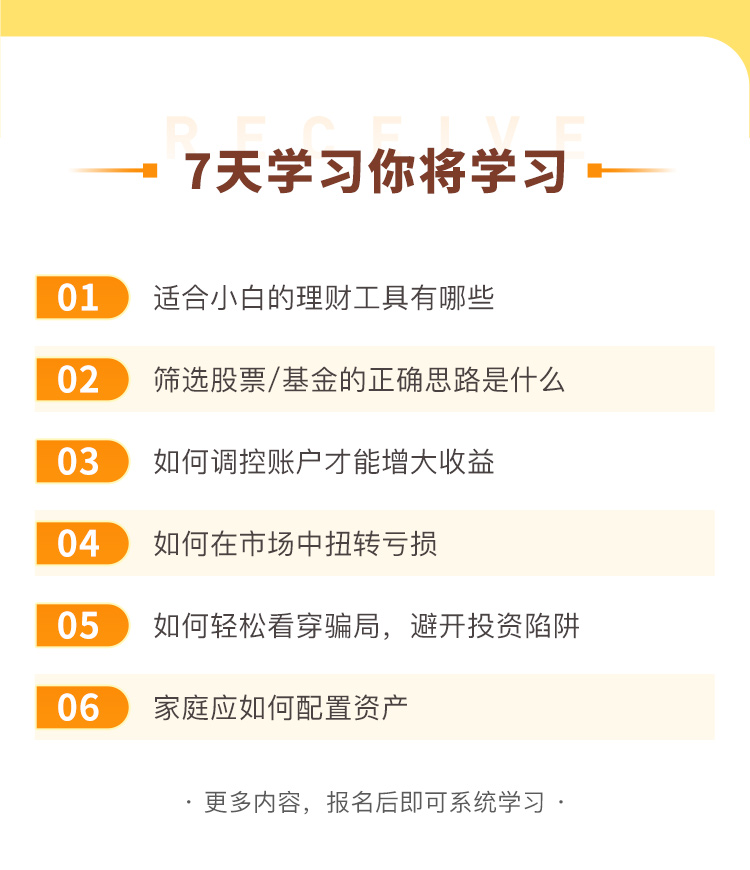 RECEIVE
7天学习你将学习
01 适合小白的理财工具有哪些
02 筛选股票/基金的正确思路是什么
03 如何调控账户才能增大收益
04 如何在市场中扭转亏损
05 如何轻松看穿骗局，避开投资陷阱
06 家庭应如何配置资产
· 更多内容，报名后即可系统学习 ·